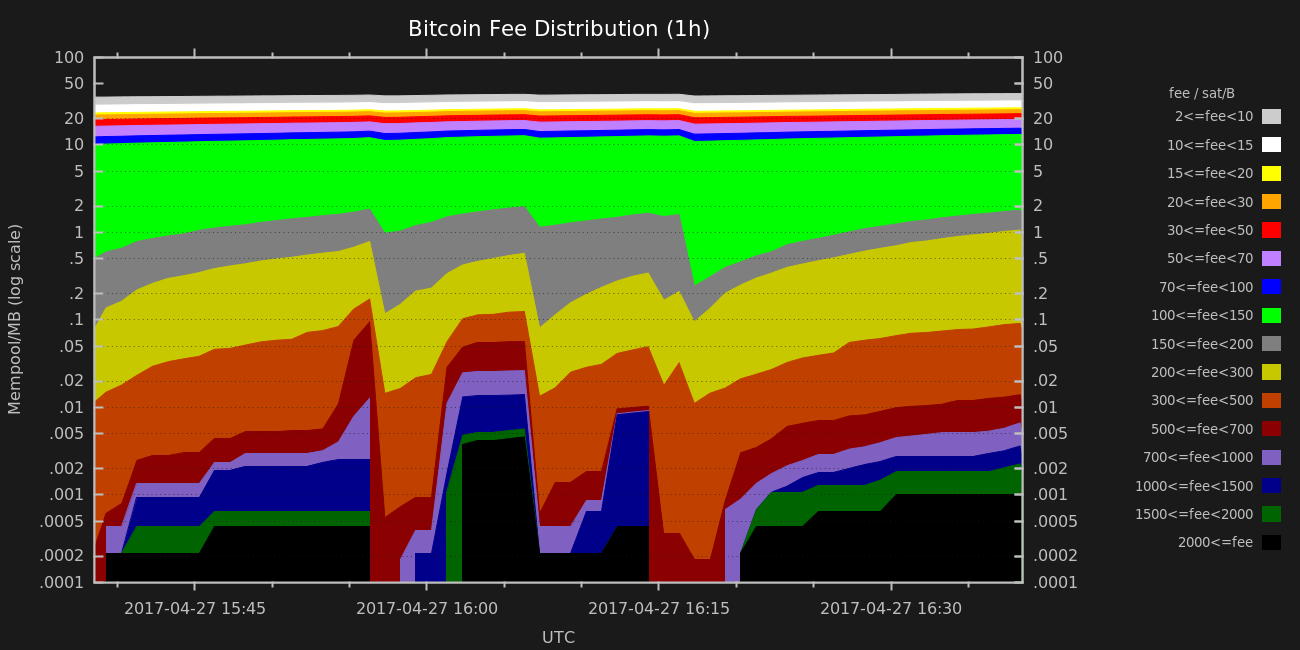 Bitcoin Fee Distribution (1h)
100 100
50 50
20 20
10 10
5 5
2 2
1 1
.5 .5
.2 .2
.1 .1
.05 .05
.02 .02
.01 .01
.005 .005
.002 .002
.001 .001
.0005 .0005
.0002 .0002
.0001 .0001
Mempool/MB (log scale)
2017-04-27 15:45 2017-04-27 16:00 2017-04-27 16:15 2017-04-27 16:30
UTC
fee / sat/B
2<=fee<10
10<=fee<15
15<=fee<20
20<=fee<30
30<=fee<50
50<=fee<70
70<=fee<100
100<=fee<150
150<=fee<200
200<=fee<300
300<=fee<500
500<=fee<700
700<=fee<1000
1000<=fee<1500
1500<=fee<2000
2000<=fee